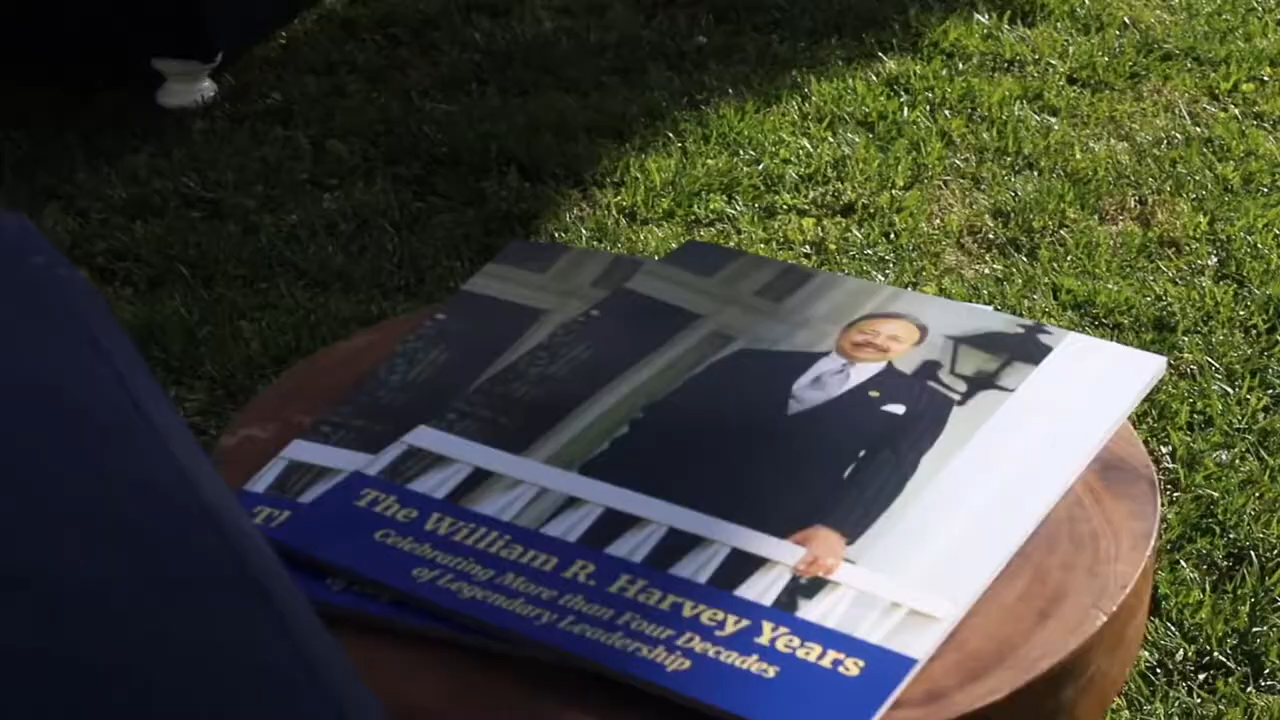 The William R. Harvey Years
Celebrating More than Four Decades
of Legendary Leadership